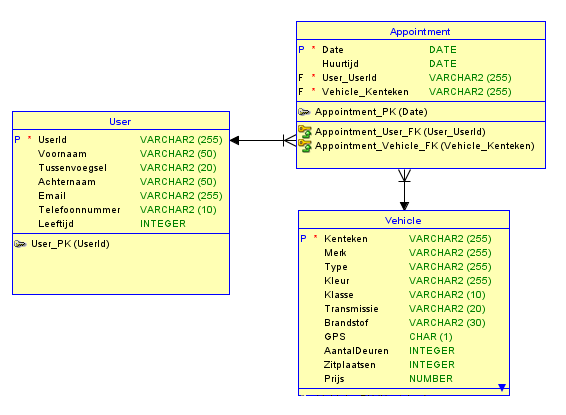 Appointment
P * Date DATE
Huurtijd DATE
F * User_UserId VARCHAR2 (255)
F * Vehicle_Kenteken VARCHAR2 (255)
Appointment_PK (Date)
Appointment_User_FK (User_UserId)
Appointment_Vehicle_FK (Vehicle_Kenteken)
User
P * UserId VARCHAR2 (255)
Voornaam VARCHAR2 (50)
Tussenvoegsel VARCHAR2 (20)
Achternaam VARCHAR2 (50)
Email VARCHAR2 (255)
Telefoonnummer VARCHAR2 (10)
Leeftijd INTEGER
User_PK (UserId)
Vehicle
P * Kenteken VARCHAR2 (255)
Merk VARCHAR2 (255)
Type VARCHAR2 (255)
Kleur VARCHAR2 (255)
Klasse VARCHAR2 (10)
Transmissie VARCHAR2 (20)
Brandstof VARCHAR2 (30)
GPS CHAR (1)
AantalDeuren INTEGER
Zitplaatsen INTEGER
Prijs NUMBER